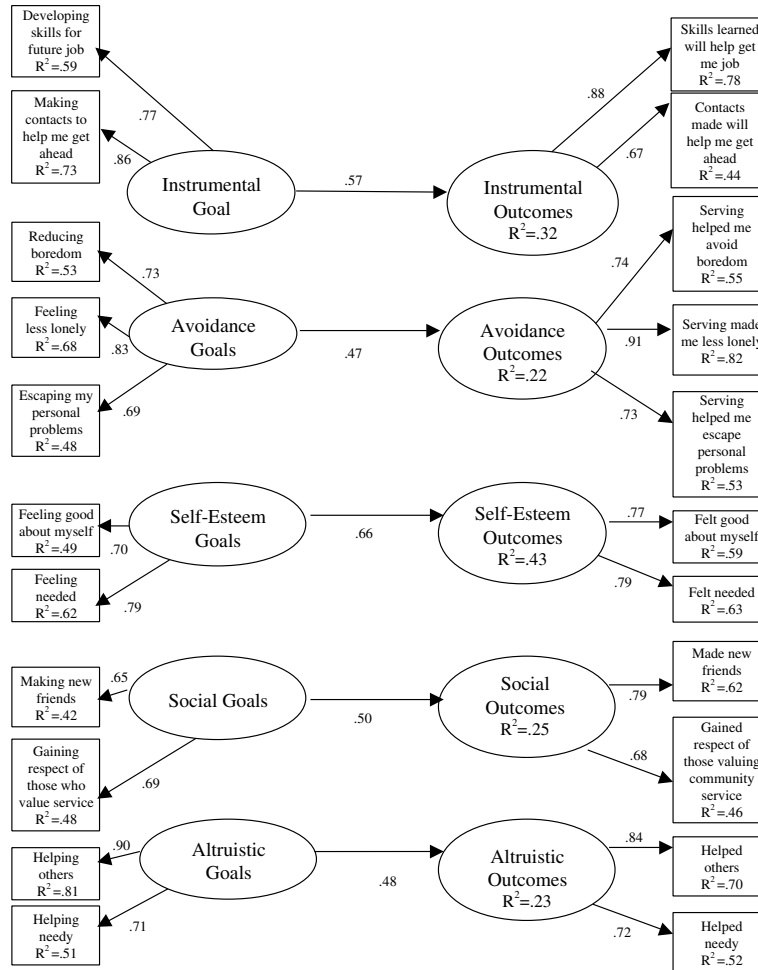 Developing
skills for
future job
R²=.59
Making
contacts to
help me get
ahead
R²=.73
.77
.86
Instrumental
Goal
.57
Instrumental
Outcomes
R²=.32
.88
.67
Skills learned
will help get
me job
R²=.78
Contacts
made will
help me get
ahead
R²=.44
Reducing
boredom
R²=.53
Feeling
less lonely
R²=.68
Escaping my
personal
problems
R²=.48
.73
.83
.69
Avoidance
Goals
.47
Avoidance
Outcomes
R²=.22
.74
.91
.73
Serving
helped me
avoid
boredom
R²=.55
Serving made
me less lonely
R²=.82
Serving
helped me
escape
personal
problems
R²=.53
Feeling good
about myself
R²=.49
Feeling
needed
R²=.62
.70
.79
Self-Esteem
Goals
.66
Self-Esteem
Outcomes
R²=.43
.77
.79
Felt good
about myself
R²=.59
Felt needed
R²=.63
Making new
friends
R²=.42
Gaining
respect of
those who
value service
R²=.48
.65
.69
Social Goals
.50
Social
Outcomes
R²=.25
.79
.68
Made new
friends
R²=.62
Gained
respect of
those valuing
community
service
R²=.46
Helping
others
R²=.81
Helping
needy
R²=.51
.90
.71
Altruistic
Goals
.48
Altruistic
Outcomes
R²=.23
.84
.72
Helped
others
R²=.70
Helped
needy
R²=.52